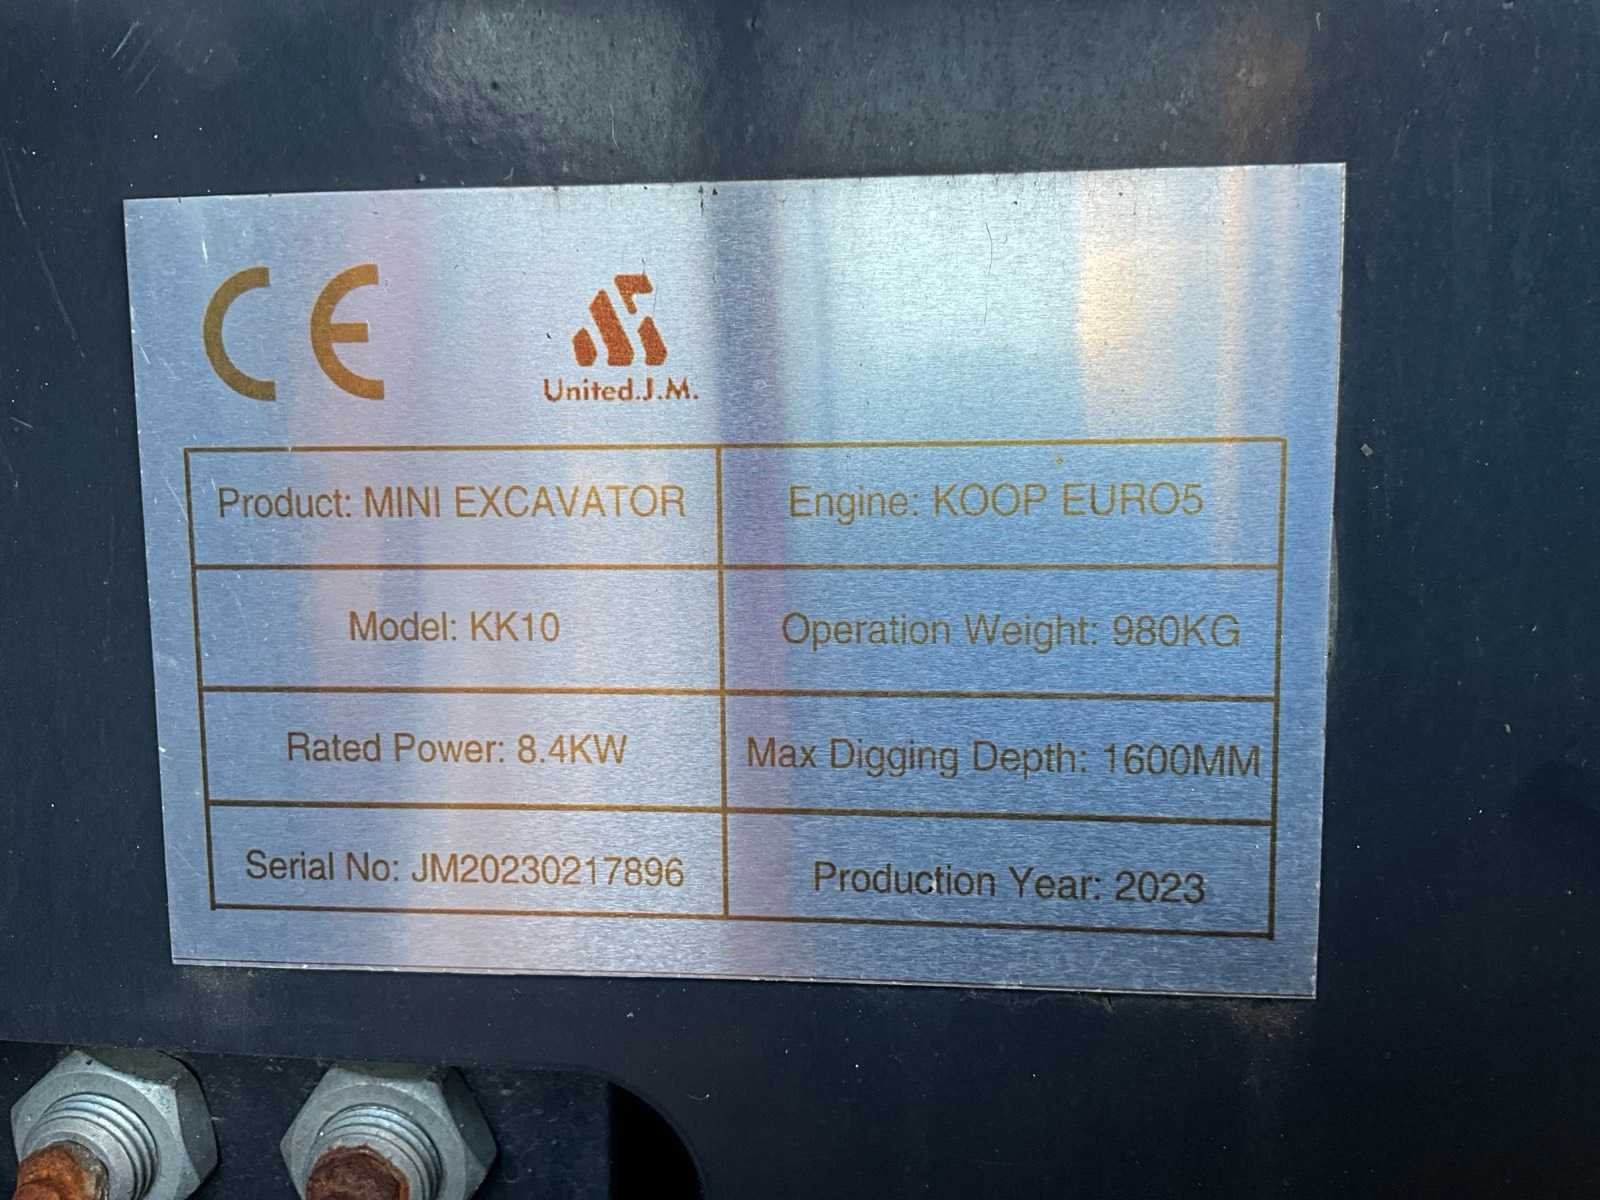 CE
United.J.M.
Product: MINI EXCAVATOR
Engine: KOOP EURO5
Model: KK10
Operation Weight: 980KG
Rated Power: 8.4KW
Max Digging Depth: 1600MM
Serial No: JM20230217896
Production Year: 2023